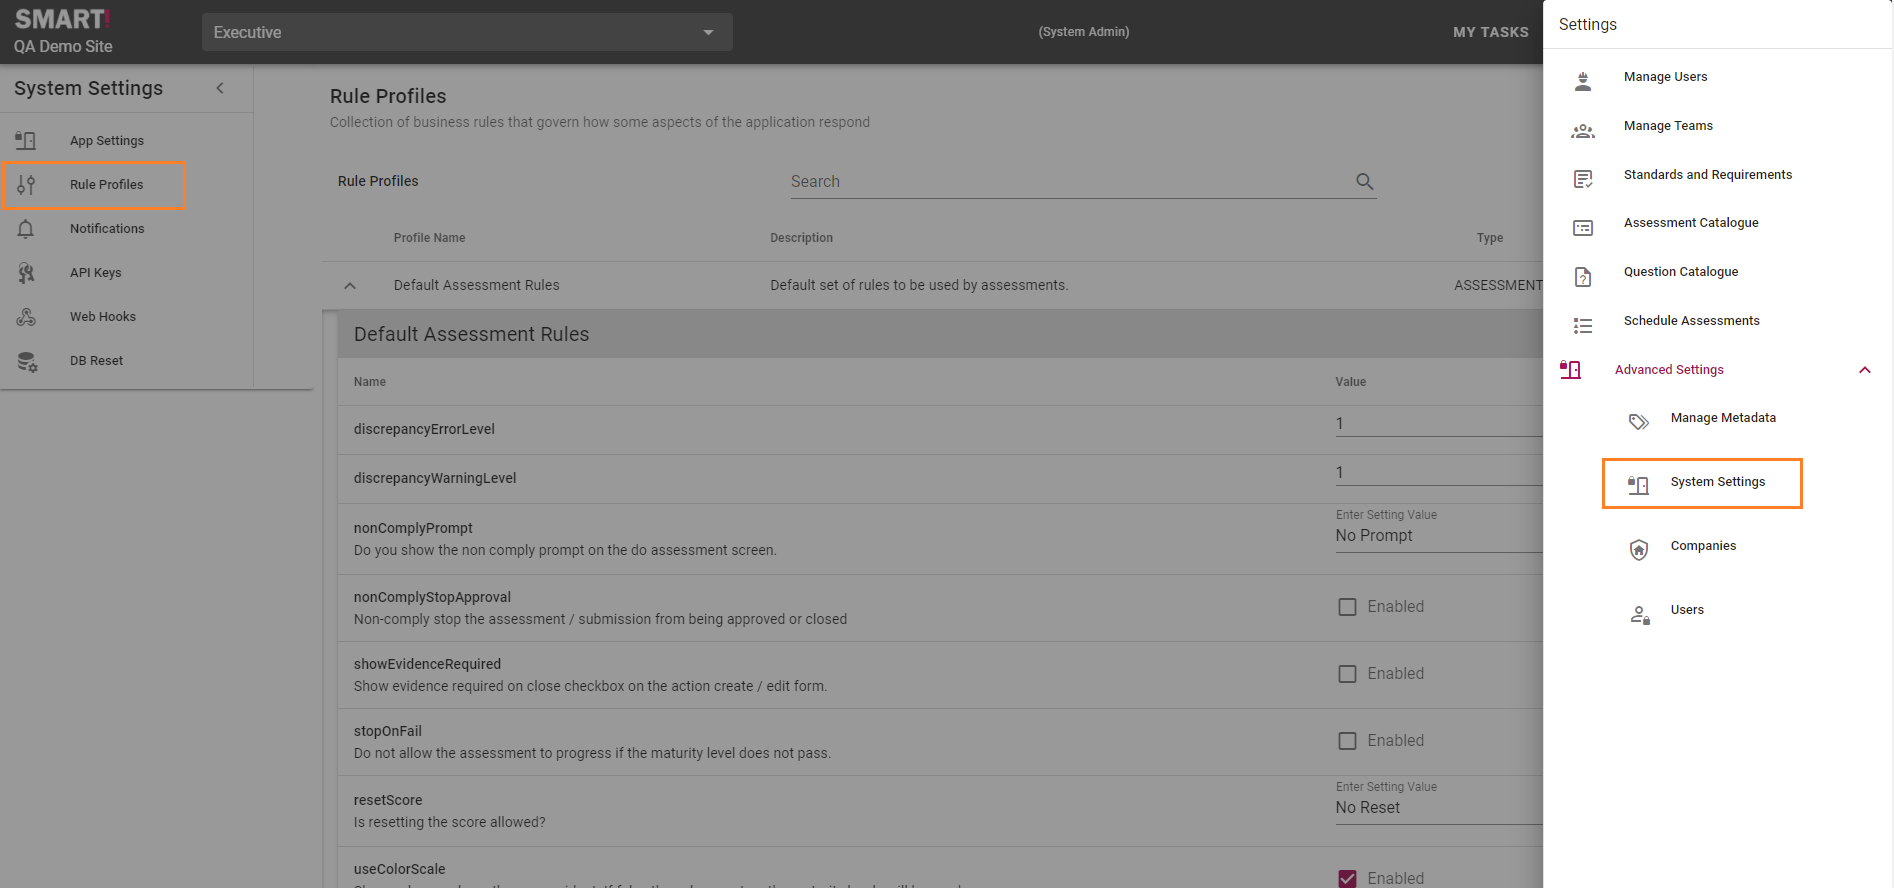 SMART!
QA Demo Site
Executive
(System Admin)
MY TASKS
System Settings
App Settings
Rule Profiles
Notifications
API Keys
Web Hooks
DB Reset
Rule Profiles
Collection of business rules that govern how some aspects of the application respond
Rule Profiles
Search
Profile Name Description Type
Default Assessment Rules Default set of rules to be used by assessments. ASSESSMENT
Default Assessment Rules
Name Value
discrepancyErrorLevel 1
discrepancyWarningLevel 1
nonComplyPrompt
Do you show the non comply prompt on the do assessment screen.
Enter Setting Value
No Prompt
nonComplyStopApproval
Non-comply stop the assessment / submission from being approved or closed
Enabled
showEvidenceRequired
Show evidence required on close checkbox on the action create / edit form.
Enabled
stopOnFail
Do not allow the assessment to progress if the maturity level does not pass.
Enabled
resetScore
Is resetting the score allowed?
Enter Setting Value
No Reset
useColorScale
Enabled
Settings
Manage Users
Manage Teams
Standards and Requirements
Assessment Catalogue
Question Catalogue
Schedule Assessments
Advanced Settings
Manage Metadata
System Settings
Companies
Users